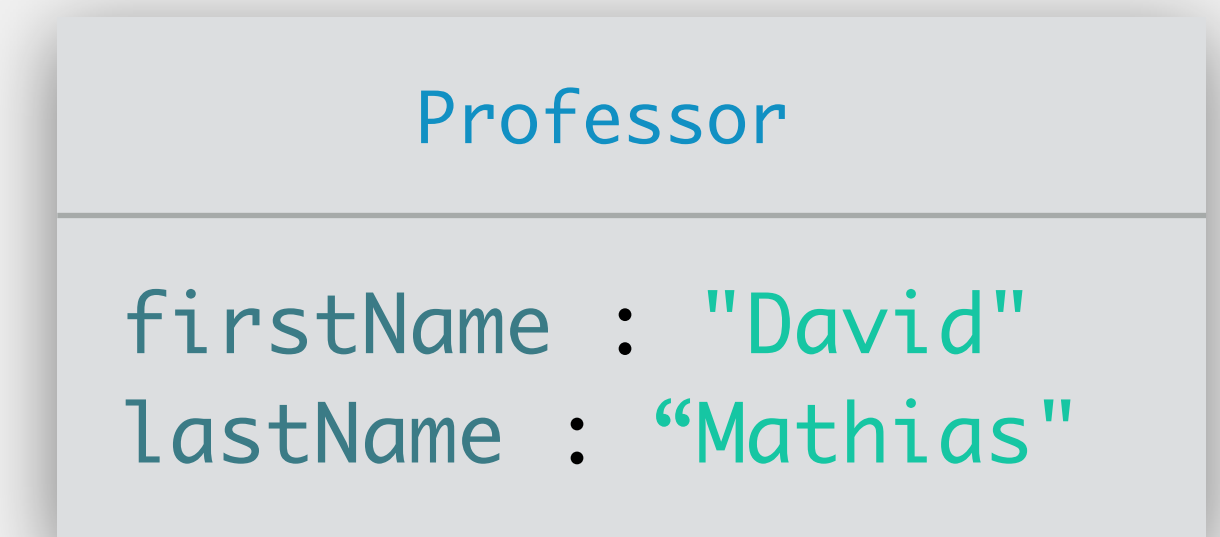 Professor
firstName : "David"
lastName : “Mathias"